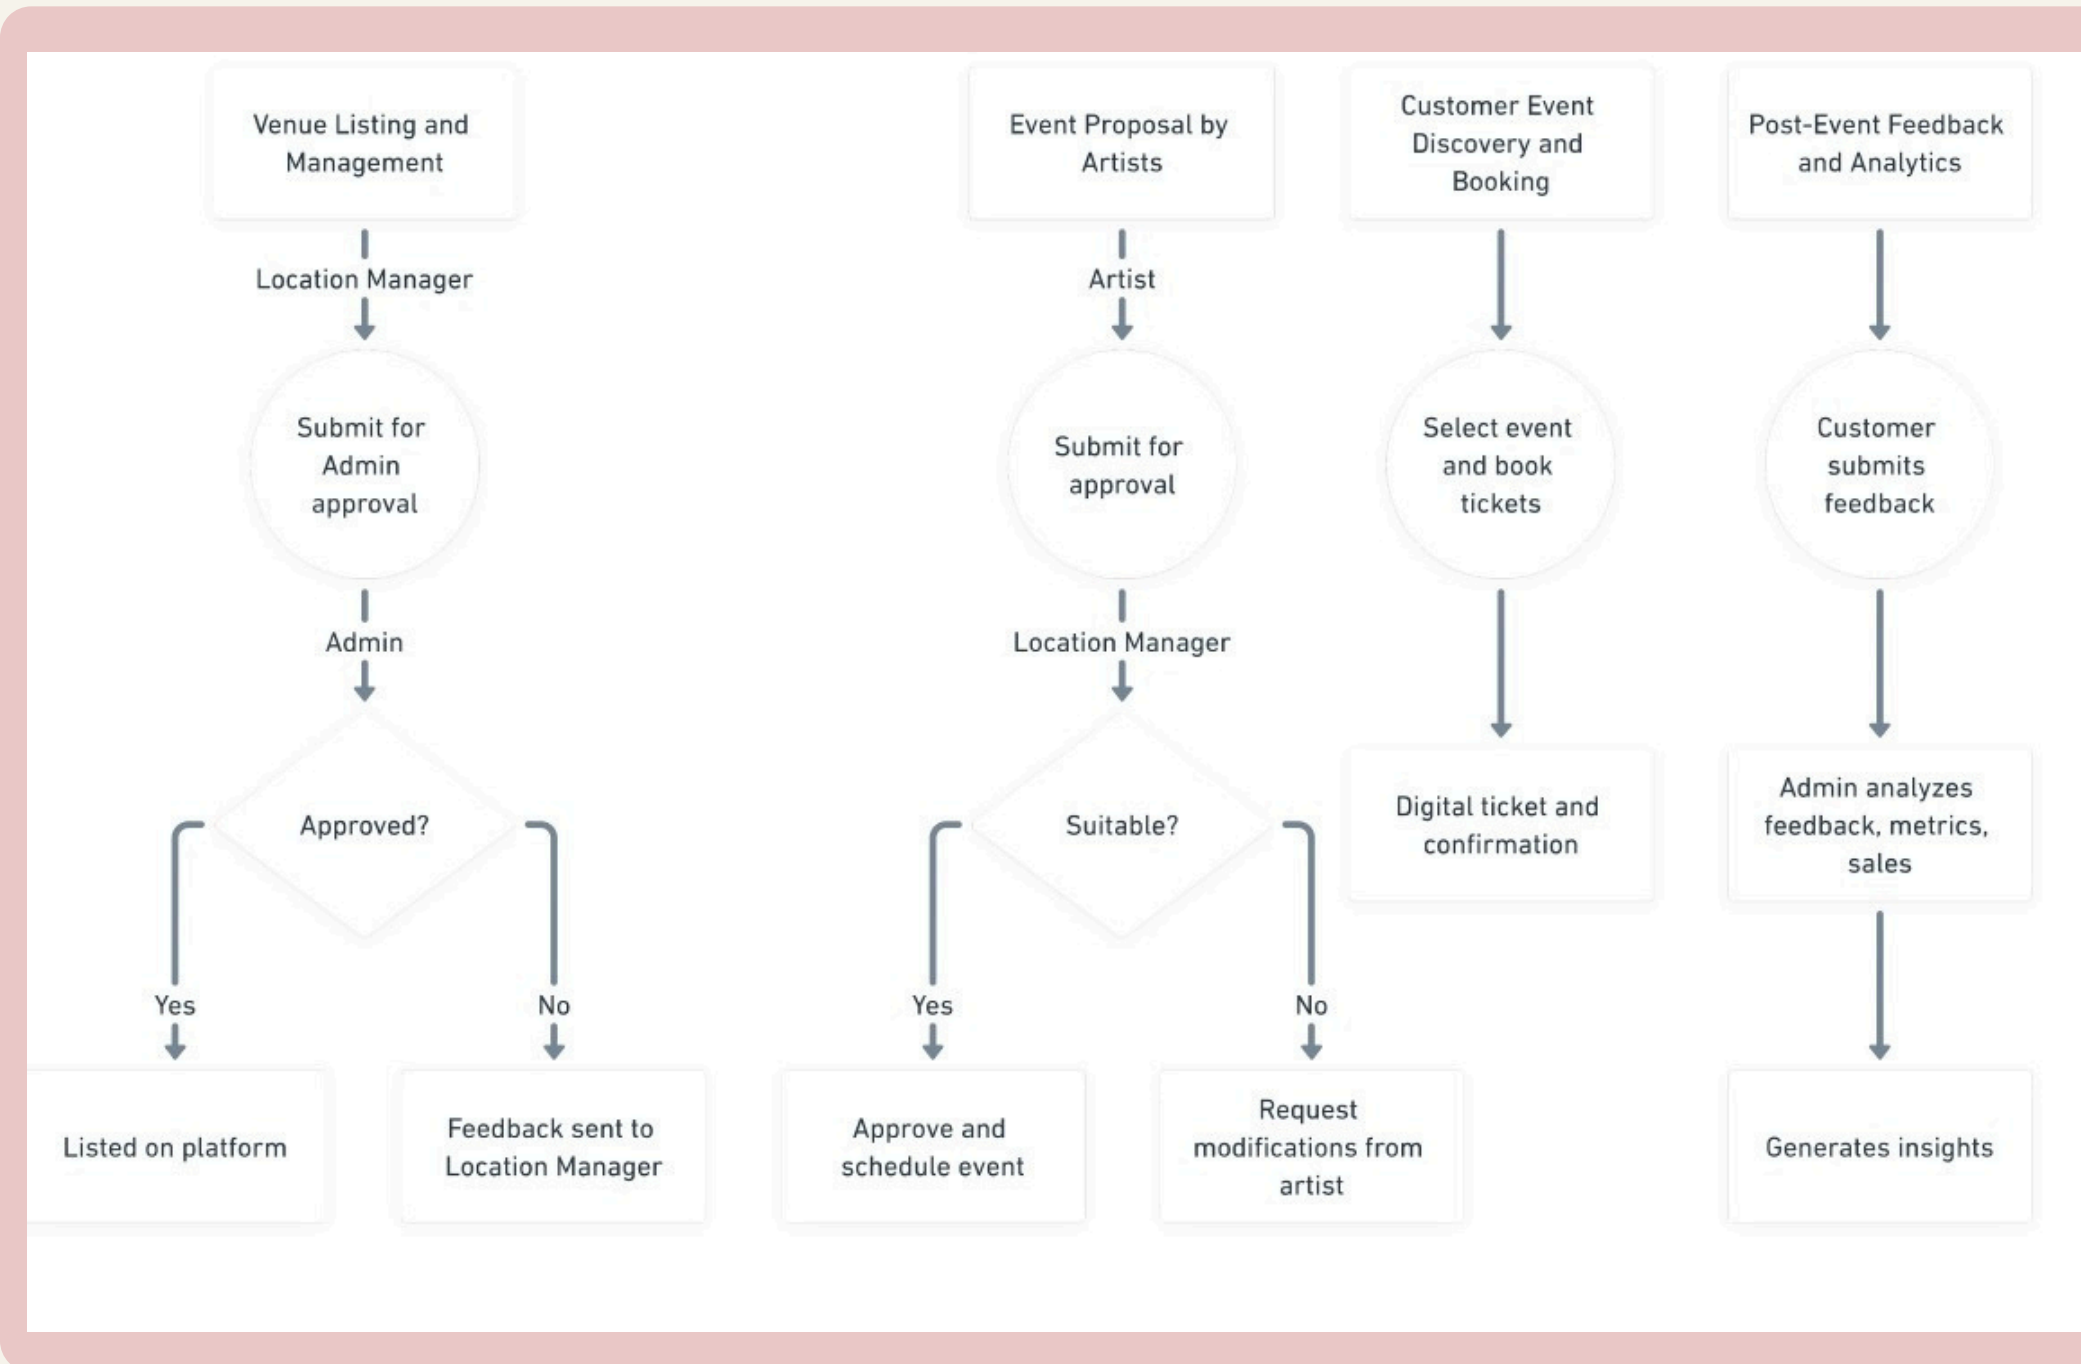 Venue Listing and
Management
Location Manager
Submit for
Admin
approval
Admin
Approved?
Yes
No
Listed on platform
Feedback sent to
Location Manager
Event Proposal by
Artists
Artist
Submit for
approval
Location Manager
Suitable?
Yes
No
Approve and
schedule event
Request
modifications from
artist
Customer Event
Discovery and
Booking
Select event
and book
tickets
Digital ticket and
confirmation
Post-Event Feedback
and Analytics
Customer
submits
feedback
Admin analyzes
feedback, metrics,
sales
Generates insights